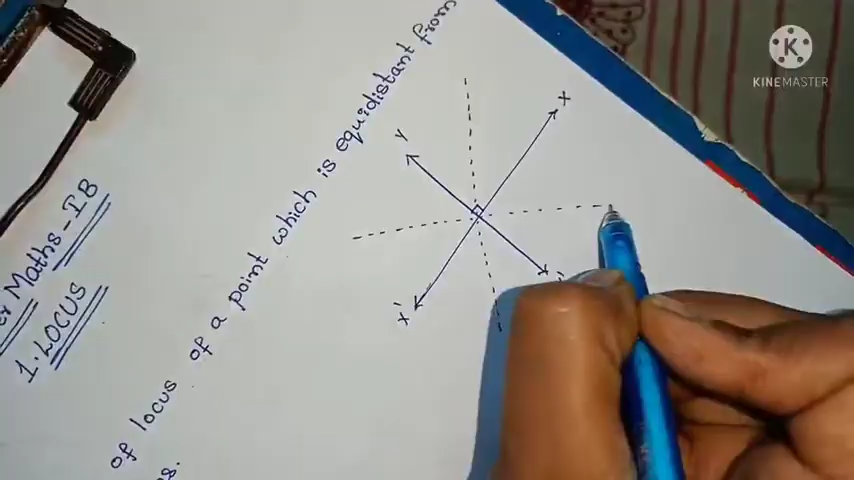 Maths-IB
1. LOCUS
of locus of a point which is equidistant from
Y
X
X'
K
KINEMASTER